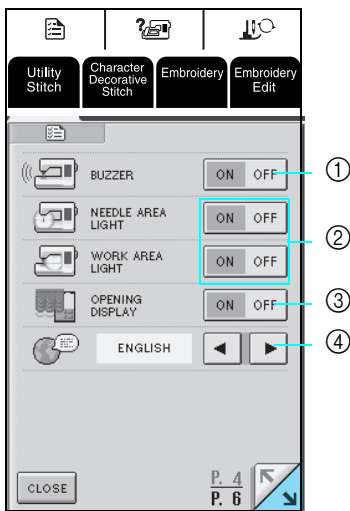 ?
Utility
Stitch
Character
Decorative
Stitch
Embroidery
Embroidery
Edit
BUZZER
ON OFF
①
NEEDLE AREA
LIGHT
ON OFF
②
WORK AREA
LIGHT
ON OFF
OPENING
DISPLAY
ON OFF
③
ENGLISH
④
CLOSE
P. 4
P. 6